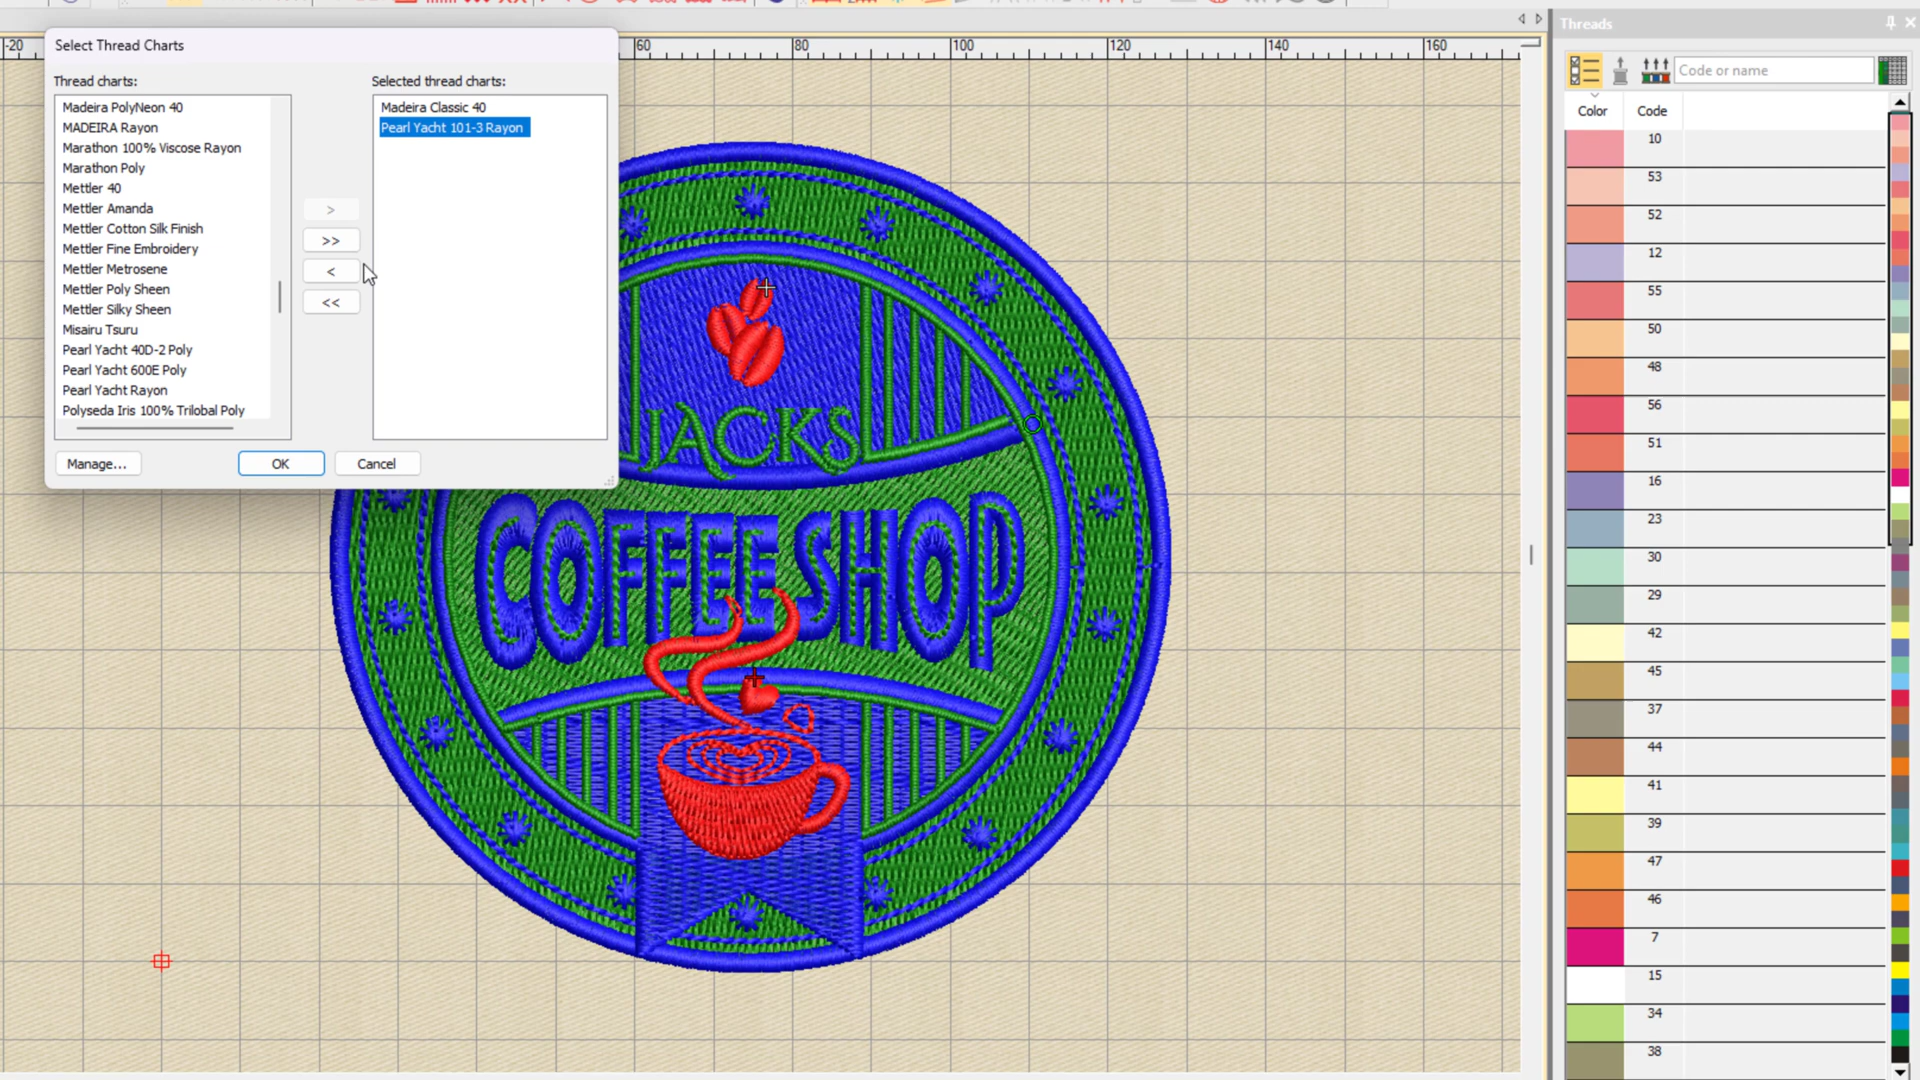 Select Thread Charts
Thread charts:
Madeira PolyNeon 40
MADEIRA Rayon
Marathon 100% Viscose Rayon
Marathon Poly
Mettler 40
Mettler Amanda
Mettler Cotton Silk Finish
Mettler Fine Embroidery
Mettler Metrosene
Mettler Poly Sheen
Mettler Silky Sheen
Misairu Tsuru
Pearl Yacht 40D-2 Poly
Pearl Yacht 600E Poly
Pearl Yacht Rayon
Polyseda Iris 100% Trilobal Poly
>
>>
<
<<
Selected thread charts:
Madeira Classic 40
Pearl Yacht 101-3 Rayon
Manage...
OK
Cancel
-20
60
80
100
120
140
160
JACKS
COFFEE SHOP
Threads
Code or name
Color
Code
10
53
52
12
55
50
48
56
51
16
23
30
29
42
45
37
44
41
39
47
46
7
15
34
38